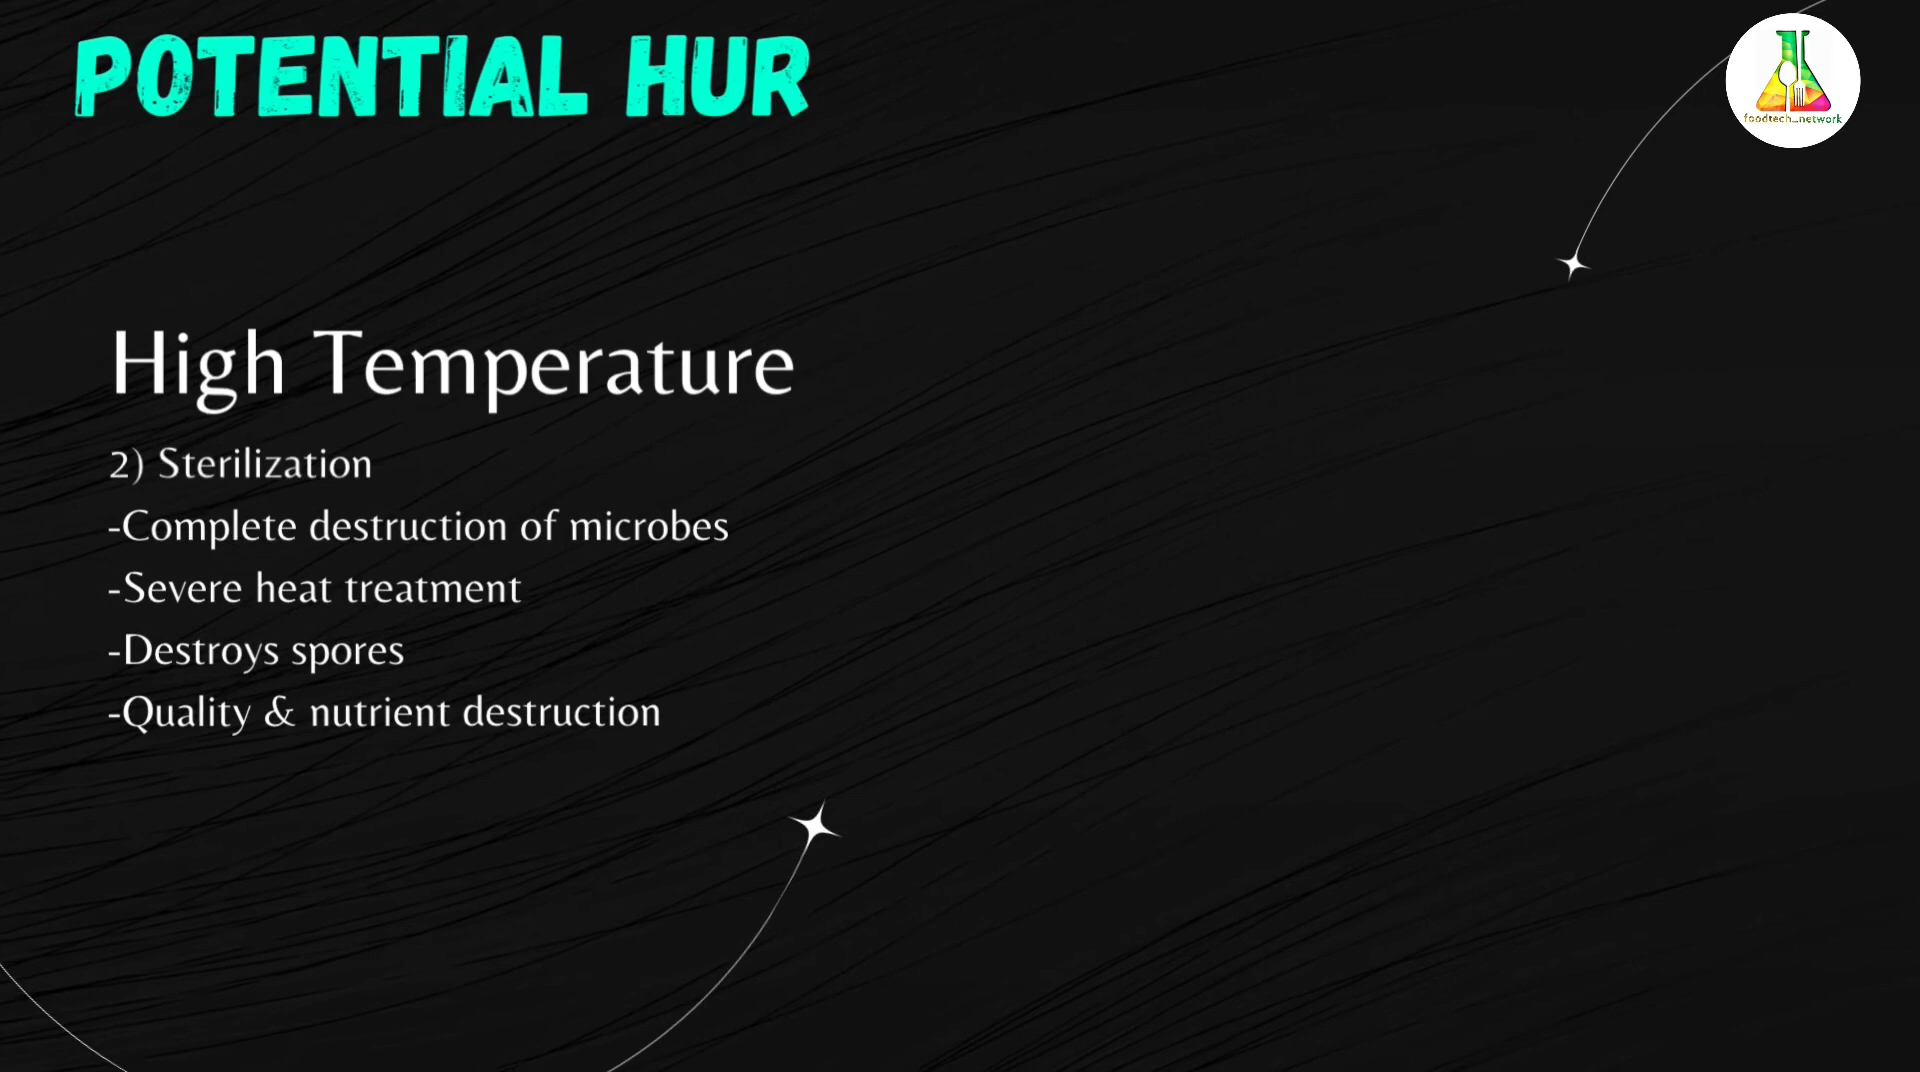 POTENTIAL HUR
foodtech_network
High Temperature
2) Sterilization
-Complete destruction of microbes
-Severe heat treatment
-Destroys spores
-Quality & nutrient destruction